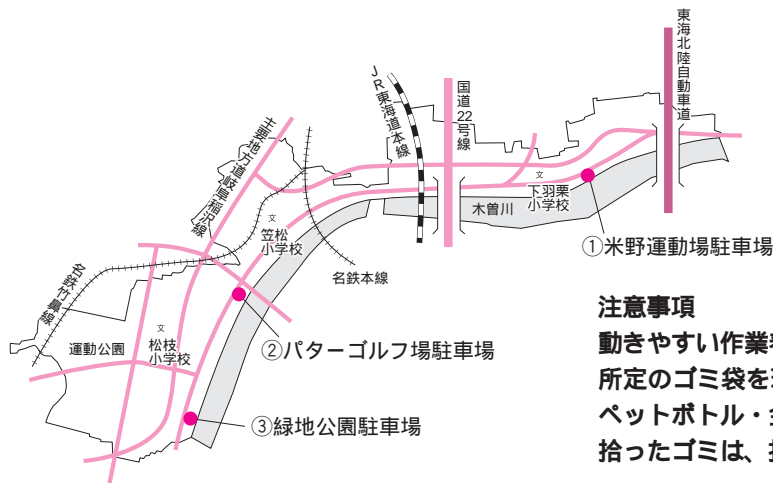 東海北陸自動車道
国道22号線
JR東海道本線
主要地方道岐阜稲沢線
文
下羽栗
小学校
木曽川
①米野運動場駐車場
文
笠松
小学校
名鉄本線
名鉄竹鼻線
運動公園
文
松枝
小学校
②パターゴルフ場駐車場
③緑地公園駐車場
注意事項
動きやすい作業
所定のゴミ袋を
ペットボトル・
拾ったゴミは、